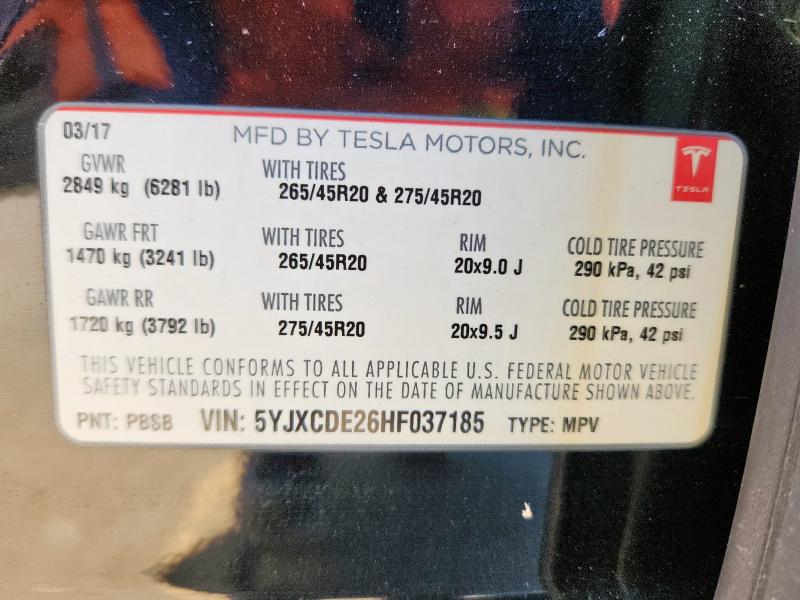 03/17
MFD BY TESLA MOTORS, INC.
TESLA
GVWR
2849 kg (6281 lb)
WITH TIRES
265/45R20 & 275/45R20
GAWR FRT
1470 kg (3241 lb)
WITH TIRES
265/45R20
RIM
20x9.0 J
COLD TIRE PRESSURE
290 kPa, 42 psi
GAWR RR
1720 kg (3792 lb)
WITH TIRES
275/45R20
RIM
20x9.5 J
COLD TIRE PRESSURE
290 kPa, 42 psi
THIS VEHICLE CONFORMS TO ALL APPLICABLE U.S. FEDERAL MOTOR VEHICLE
SAFETY STANDARDS IN EFFECT ON THE DATE OF MANUFACTURE SHOWN ABOVE.
PNT: PBSB VIN: 5YJXCDE26HF037185 TYPE: MPV